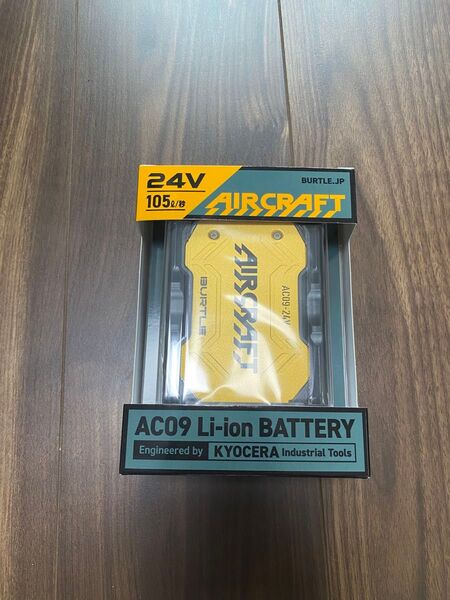 24V
105ℓ/秒
BURTLE.JP
AIRCRAFT
AIRCRAFT
BURTLE
AC09-24V
AC09 Li-ion BATTERY
Engineered by KYOCERA Industrial Tools